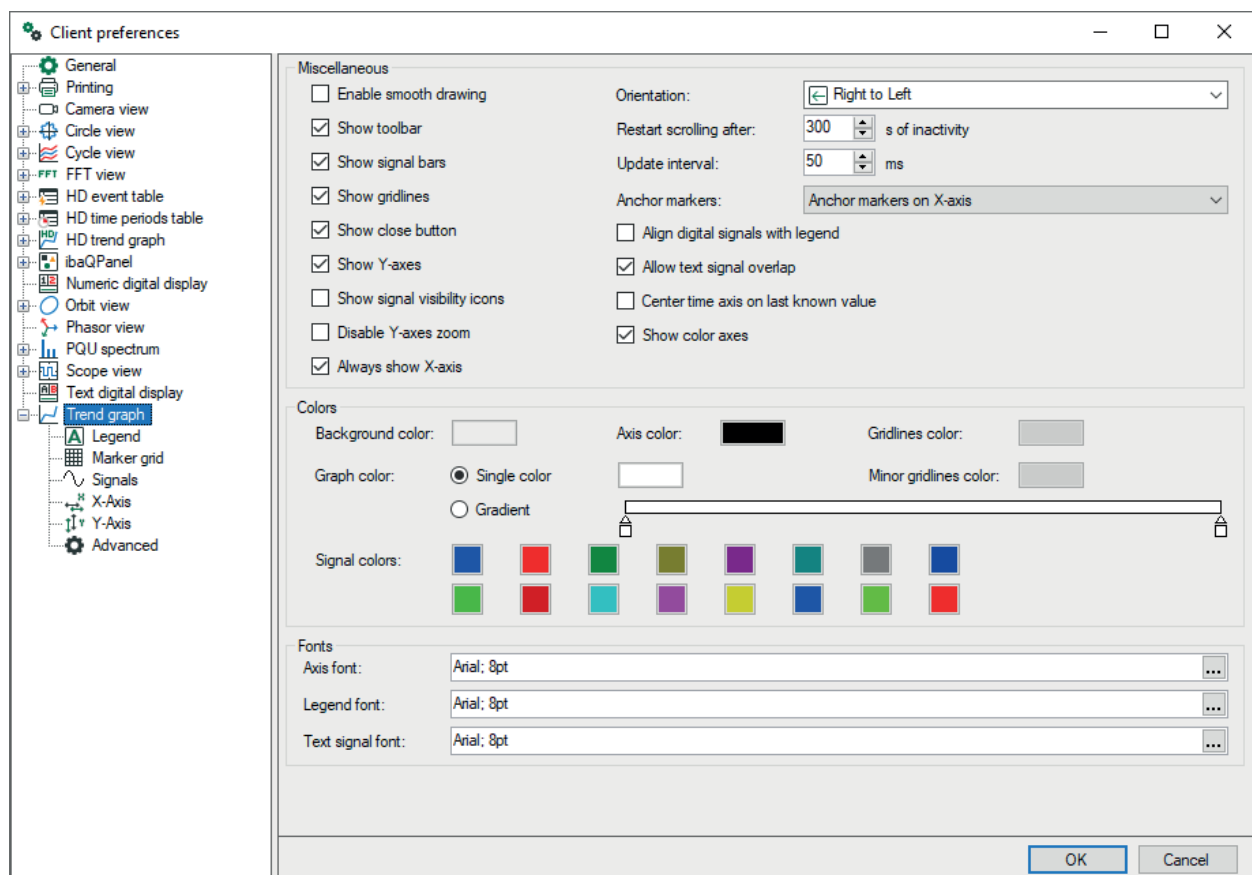 Client preferences
General
Printing
Camera view
Circle view
Cycle view
FFT FFT view
HD event table
HD time periods table
HD HD trend graph
ibaQPanel
12 Numeric digital display
Orbit view
Phasor view
PQU spectrum
Scope view
AB Text digital display
Trend graph
A Legend
Marker grid
Signals
X X-Axis
Y Y-Axis
Advanced
Miscellaneous
Enable smooth drawing
Show toolbar
Show signal bars
Show gridlines
Show close button
Show Y-axes
Show signal visibility icons
Disable Y-axes zoom
Always show X-axis
Orientation: Right to Left
Restart scrolling after: 300 s of inactivity
Update interval: 50 ms
Anchor markers: Anchor markers on X-axis
Align digital signals with legend
Allow text signal overlap
Center time axis on last known value
Show color axes
Colors
Background color: Axis color: Gridlines color:
Graph color: Single color Minor gridlines color:
Gradient
Signal colors:
Fonts
Axis font: Arial; 8pt ...
Legend font: Arial; 8pt ...
Text signal font: Arial; 8pt ...
OK Cancel